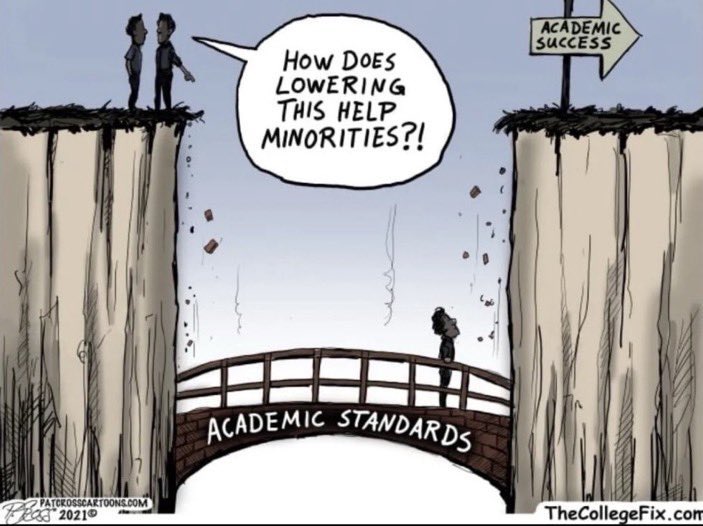 HOW DOES
LOWERING
THIS HELP
MINORITIES?!
ACADEMIC
SUCCESS
ACADEMIC STANDARDS
PATCROSSCARTOONS.COM
2021©
TheCollegeFix.com